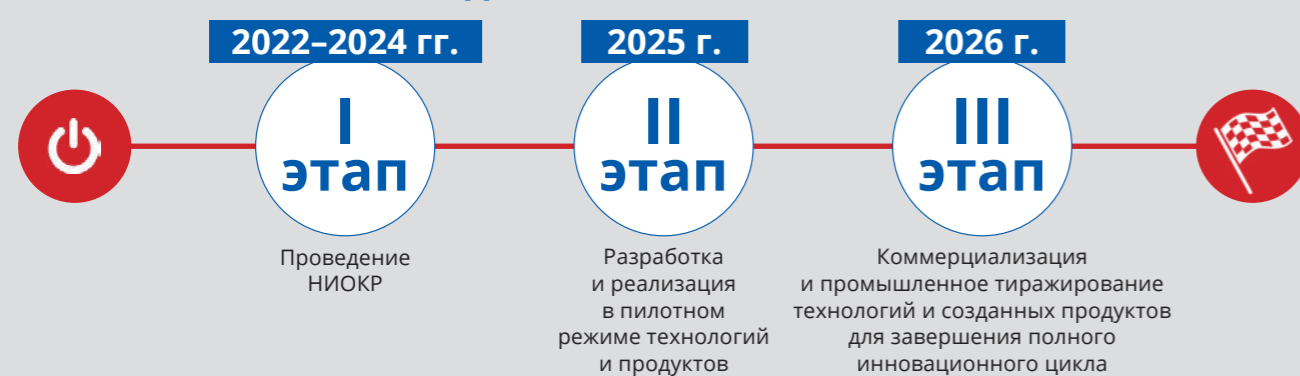 2022–2024 гг.
I
этап
Проведение
НИОКР
2025 г.
II
этап
Разработка
и реализация
в пилотном
режиме технологий
и продуктов
2026 г.
III
этап
Коммерциализация
и промышленное тиражирование
технологий и созданных продуктов
для завершения полного
инновационного цикла